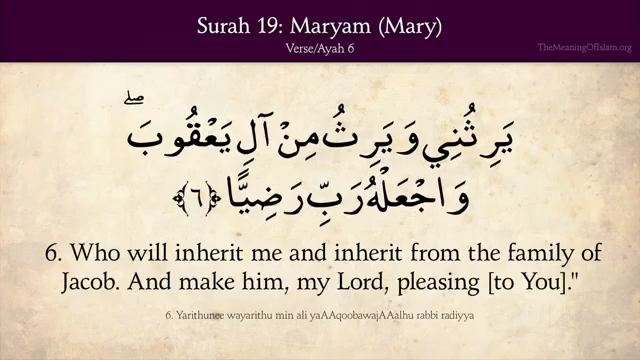 Surah 19: Maryam (Mary)
Verse/Ayah 6
TheMeaningOfIslam.org
يَرِثُنِي وَيَرِثُ مِنْ آلِ يَعْقُوبَ ۖ
وَاجْعَلْهُ رَبِّ رَضِيًّا ﴿٦﴾
6. Who will inherit me and inherit from the family of
Jacob. And make him, my Lord, pleasing [to You]."
6. Yarithunee wayarithu min ali yaAAqoobawajAAalhu rabbi radiyya